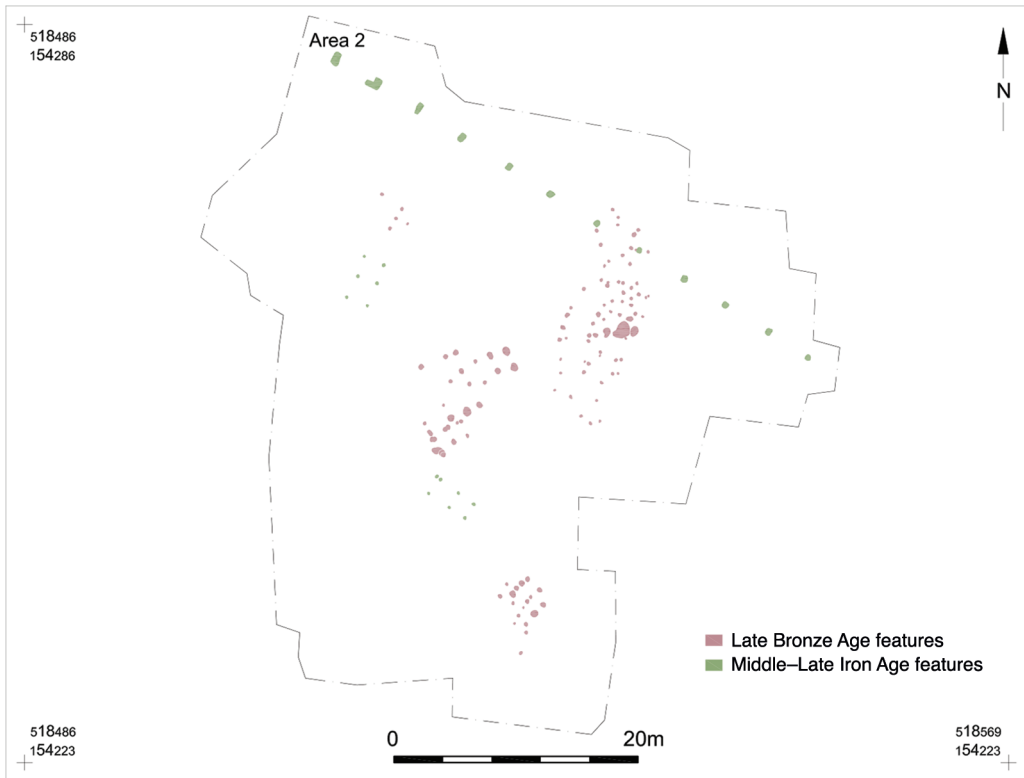 518486
154286
Area 2
N
Late Bronze Age features
Middle–Late Iron Age features
518486
154223
0 20m
518569
154223